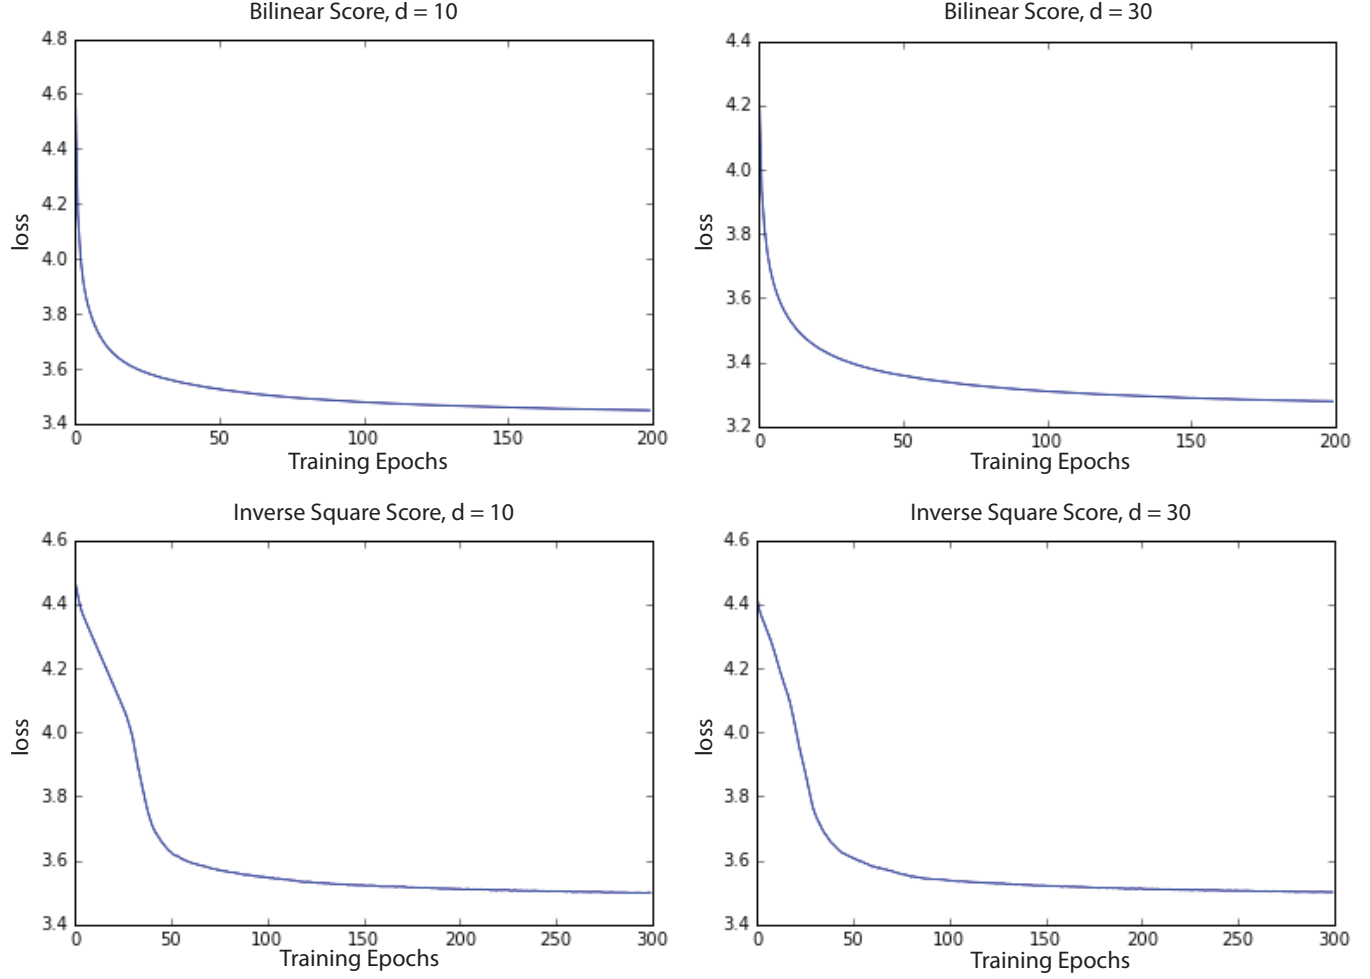 Bilinear Score, d = 10
4.8
4.6
4.4
4.2
4.0
3.8
3.6
3.4
loss
0 50 100 150 200
Training Epochs
Bilinear Score, d = 30
4.4
4.2
4.0
3.8
3.6
3.4
3.2
loss
0 50 100 150 200
Training Epochs
Inverse Square Score, d = 10
4.6
4.4
4.2
4.0
3.8
3.6
3.4
loss
0 50 100 150 200 250 300
Training Epochs
Inverse Square Score, d = 30
4.6
4.4
4.2
4.0
3.8
3.6
3.4
loss
0 50 100 150 200 250 300
Training Epochs